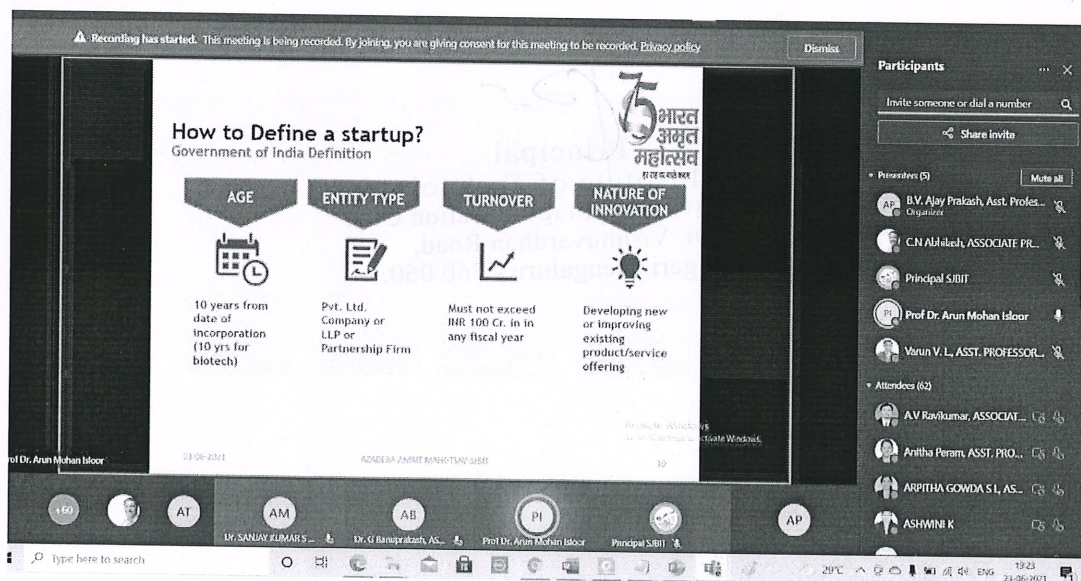 Recording has started. This meeting is being recorded. By joining, you are giving consent for this meeting to be recorded. Privacy policy
Dismiss
How to Define a startup?
Government of India Definition
75
भारत
अमृत
महोत्सव
AGE
10 years from
date of
incorporation
(10 yrs for
biotech)
ENTITY TYPE
Pvt. Ltd.
Company or
LLP or
Partnership Firm
TURNOVER
Must not exceed
INR 100 Cr. in in
any fiscal year
NATURE OF
INNOVATION
Developing new
or improving
existing
product/service
offering
23-06-2021
10
of Dr. Arun Mohan Isloor
Participants
Invite someone or dial a number
Share invite
Presenters (5)
Mute all
AP
B.V. Ajay Prakash, Asst. Profes...
Organizer
C.N Abhilash, ASSOCIATE PR...
Principal SJBIT
PI
Prof Dr. Arun Mohan Isloor
Varun V. L, ASST. PROFESSOR...
Attendees (62)
A.V Ravikumar, ASSOCIAT...
Anitha Peram, ASST. PRO...
ARPITHA GOWDA S L, AS...
ASHWINI K
+60
AT
AM
Dr. SANJAY KUMAR S ...
AB
Dr. G Banuprakash, AS...
PI
Prof Dr. Arun Mohan Isloor
Principal SJBIT
AP
Type here to search
29°C
ENG
19:23
23-06-2021